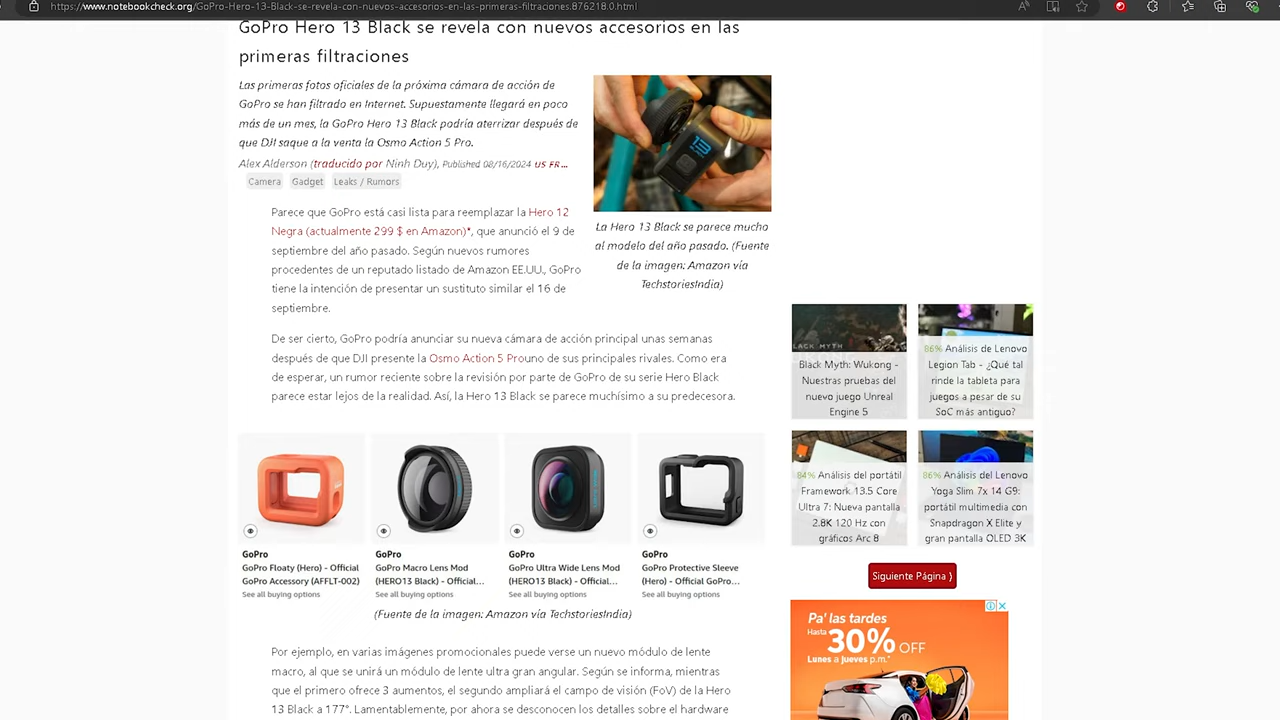 https://www.notebookcheck.org/GoPro-Hero-13-Black-se-revela-con-nuevos-accesorios-en-las-primeras-filtraciones.876218.0.html
GoPro Hero 13 Black se revela con nuevos accesorios en las
primeras filtraciones
Las primeras fotos oficiales de la próxima cámara de acción de
GoPro se han filtrado en Internet. Supuestamente llegará en poco
más de un mes, la GoPro Hero 13 Black podría aterrizar después de
que DJI saque a la venta la Osmo Action 5 Pro.
Alex Alderson (traducido por Ninh Duy), Published 08/16/2024 US FR ...
Camera Gadget Leaks / Rumors
13
La Hero 13 Black se parece mucho
al modelo del año pasado. (Fuente
de la imagen: Amazon vía
TechstoriesIndia)
Parece que GoPro está casi lista para reemplazar la Hero 12
Negra (actualmente 299 $ en Amazon)*, que anunció el 9 de
septiembre del año pasado. Según nuevos rumores
procedentes de un reputado listado de Amazon EE.UU., GoPro
tiene la intención de presentar un sustituto similar el 16 de
septiembre.
De ser cierto, GoPro podría anunciar su nueva cámara de acción principal unas semanas
después de que DJI presente la Osmo Action 5 Prouno de sus principales rivales. Como era
de esperar, un rumor reciente sobre la revisión por parte de GoPro de su serie Hero Black
parece estar lejos de la realidad. Así, la Hero 13 Black se parece muchísimo a su predecesora.
GoPro
GoPro Floaty (Hero) - Official
GoPro Accessory (AFFLT-002)
See all buying options
GoPro
GoPro Macro Lens Mod
(HERO13 Black) - Official...
See all buying options
GoPro
GoPro Ultra Wide Lens Mod
(HERO13 Black) - Official...
See all buying options
GoPro
GoPro Protective Sleeve
(Hero) - Official GoPro...
See all buying options
(Fuente de la imagen: Amazon vía TechstoriesIndia)
Por ejemplo, en varias imágenes promocionales puede verse un nuevo módulo de lente
macro, al que se unirá un módulo de lente ultra gran angular. Según se informa, mientras
que el primero ofrece 3 aumentos, el segundo ampliará el campo de visión (FoV) de la Hero
13 Black a 177°. Lamentablemente, por ahora se desconocen los detalles sobre el hardware
LACK MYTH
Black Myth: Wukong -
Nuestras pruebas del
nuevo juego Unreal
Engine 5
86% Análisis de Lenovo
Legion Tab - ¿Qué tal
rinde la tableta para
juegos a pesar de su
SoC más antiguo?
84% Análisis del portátil
Framework 13.5 Core
Ultra 7: Nueva pantalla
2.8K 120 Hz con
gráficos Arc 8
86% Análisis del Lenovo
Yoga Slim 7x 14 G9:
portátil multimedia con
Snapdragon X Elite y
gran pantalla OLED 3K
Siguiente Página ⟩
Pa' las tardes
Hasta 30% OFF
Lunes a jueves p.m.*